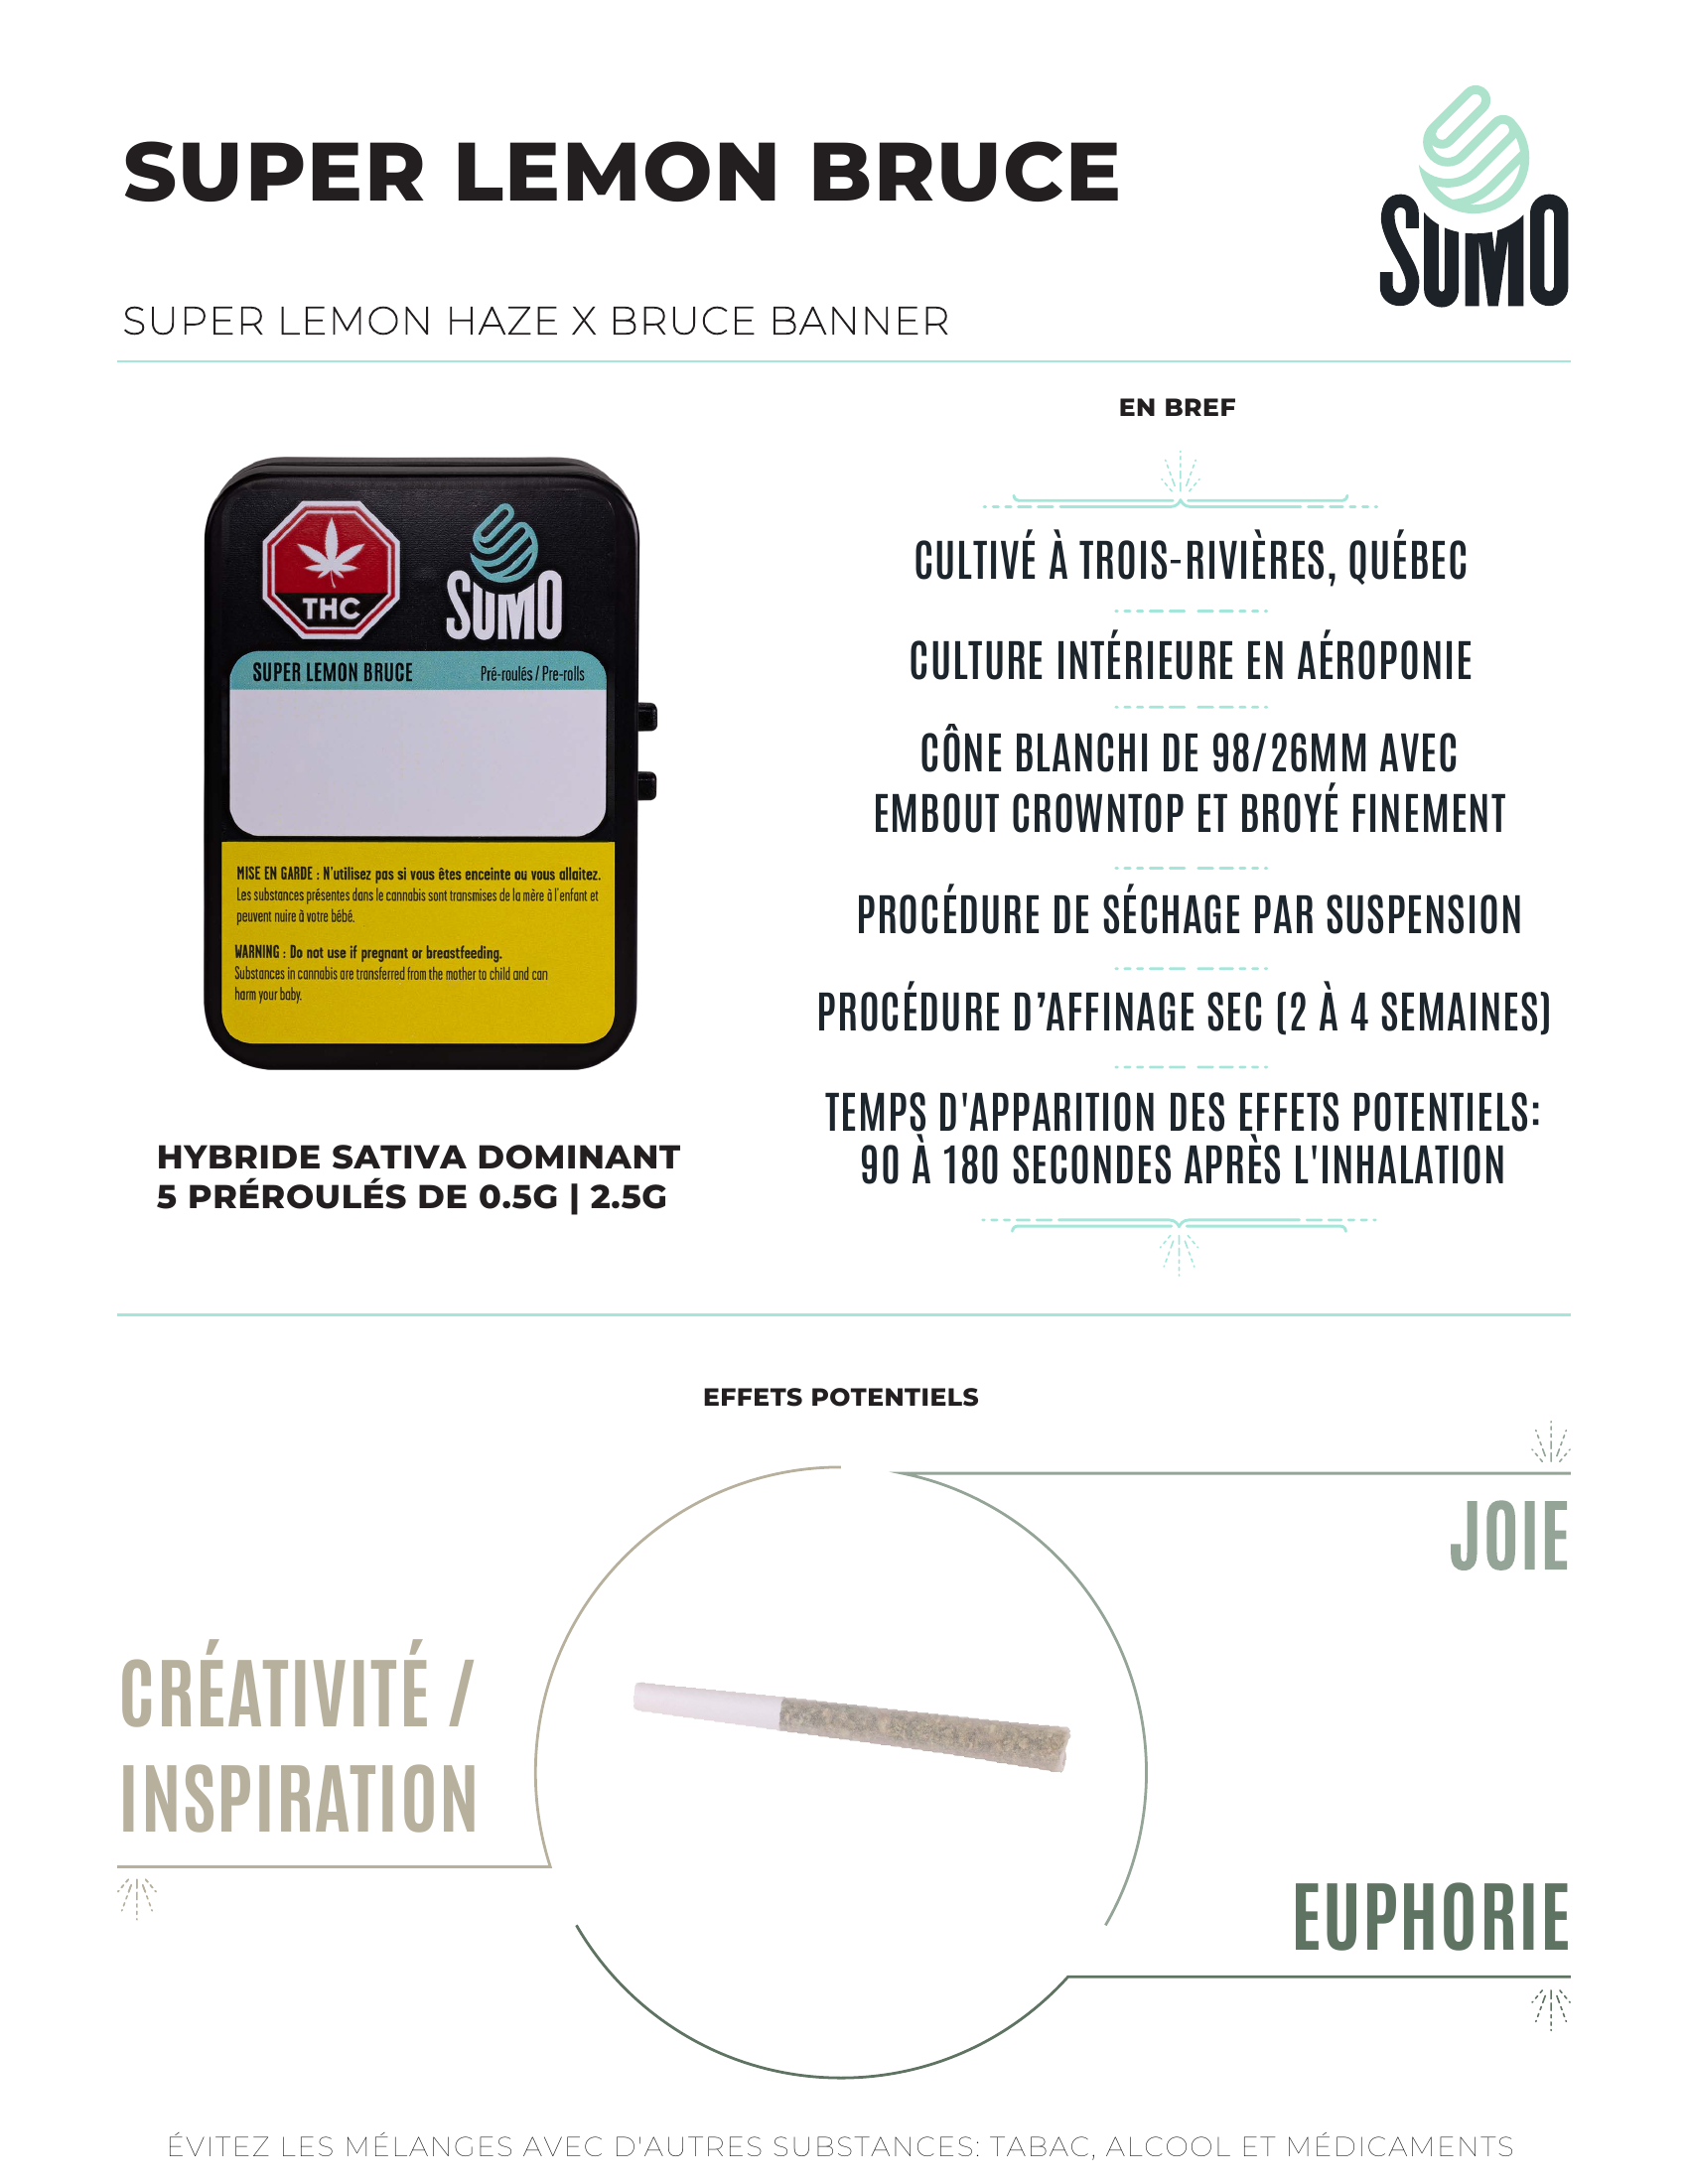 SUPER LEMON BRUCE
SUMO
SUPER LEMON HAZE X BRUCE BANNER
EN BREF
THC
SUMO
SUPER LEMON BRUCE
Pré-roulés / Pre-rolls
MISE EN GARDE : N'utilisez pas si vous êtes enceinte ou vous allaitez.
Les substances présentes dans le cannabis sont transmises de la mère à l'enfant et
peuvent nuire à votre bébé.
WARNING : Do not use if pregnant or breastfeeding.
Substances in cannabis are transferred from the mother to child and can
harm your baby.
HYBRIDE SATIVA DOMINANT
5 PRÉROULÉS DE 0.5G | 2.5G
CULTIVÉ À TROIS-RIVIÈRES, QUÉBEC
CULTURE INTÉRIEURE EN AÉROPONIE
CÔNE BLANCHI DE 98/26MM AVEC
EMBOUT CROWNTOP ET BROYÉ FINEMENT
PROCÉDURE DE SÉCHAGE PAR SUSPENSION
PROCÉDURE D’AFFINAGE SEC (2 À 4 SEMAINES)
TEMPS D'APPARITION DES EFFETS POTENTIELS:
90 À 180 SECONDES APRÈS L'INHALATION
EFFETS POTENTIELS
JOIE
CRÉATIVITÉ /
INSPIRATION
EUPHORIE
ÉVITEZ LES MÉLANGES AVEC D'AUTRES SUBSTANCES: TABAC, ALCOOL ET MÉDICAMENTS